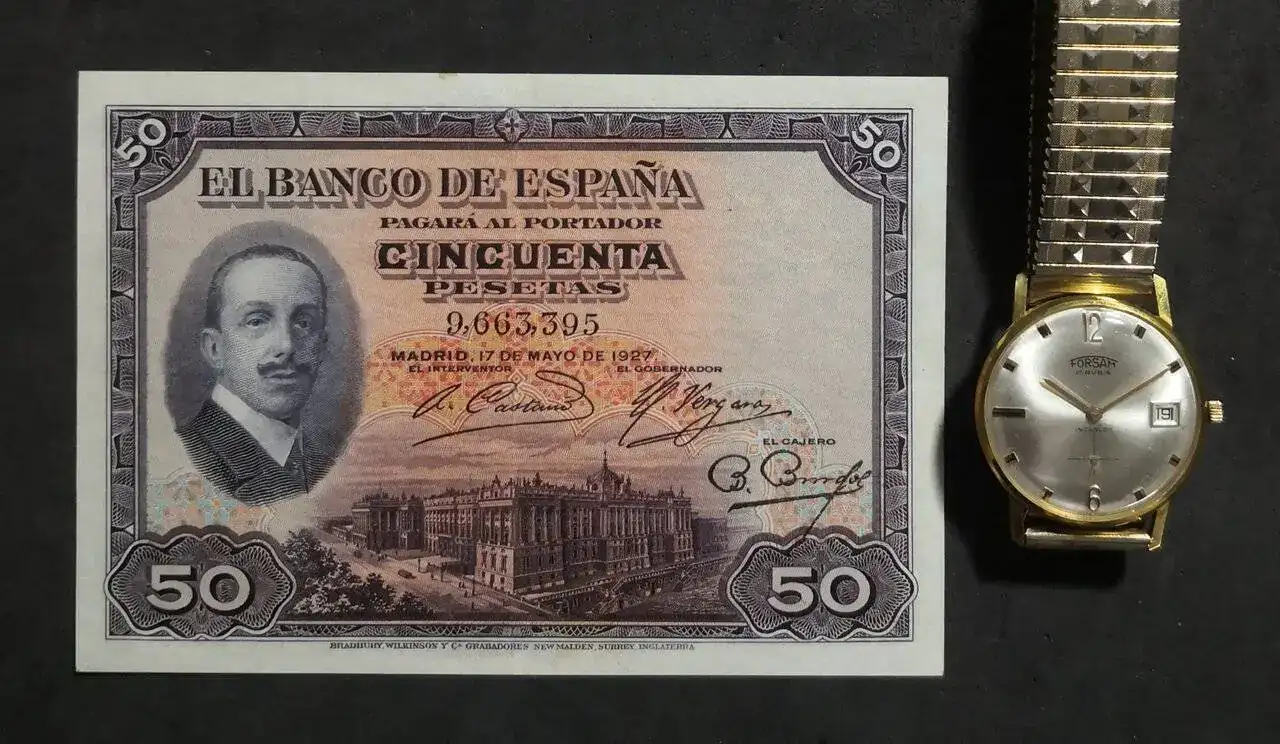 50
50
EL BANCO DE ESPAÑA
PAGARÁ AL PORTADOR
CINCUENTA
PESETAS
9,663,395
MADRID, 17 DE MAYO DE 1927.
EL INTERVENTOR
EL GOBERNADOR
EL CAJERO
50
50
BRADBURY, WILKINSON Y Cª GRABADORES NEW MALDEN, SURREY, INGLATERRA
12
FORSAM
6